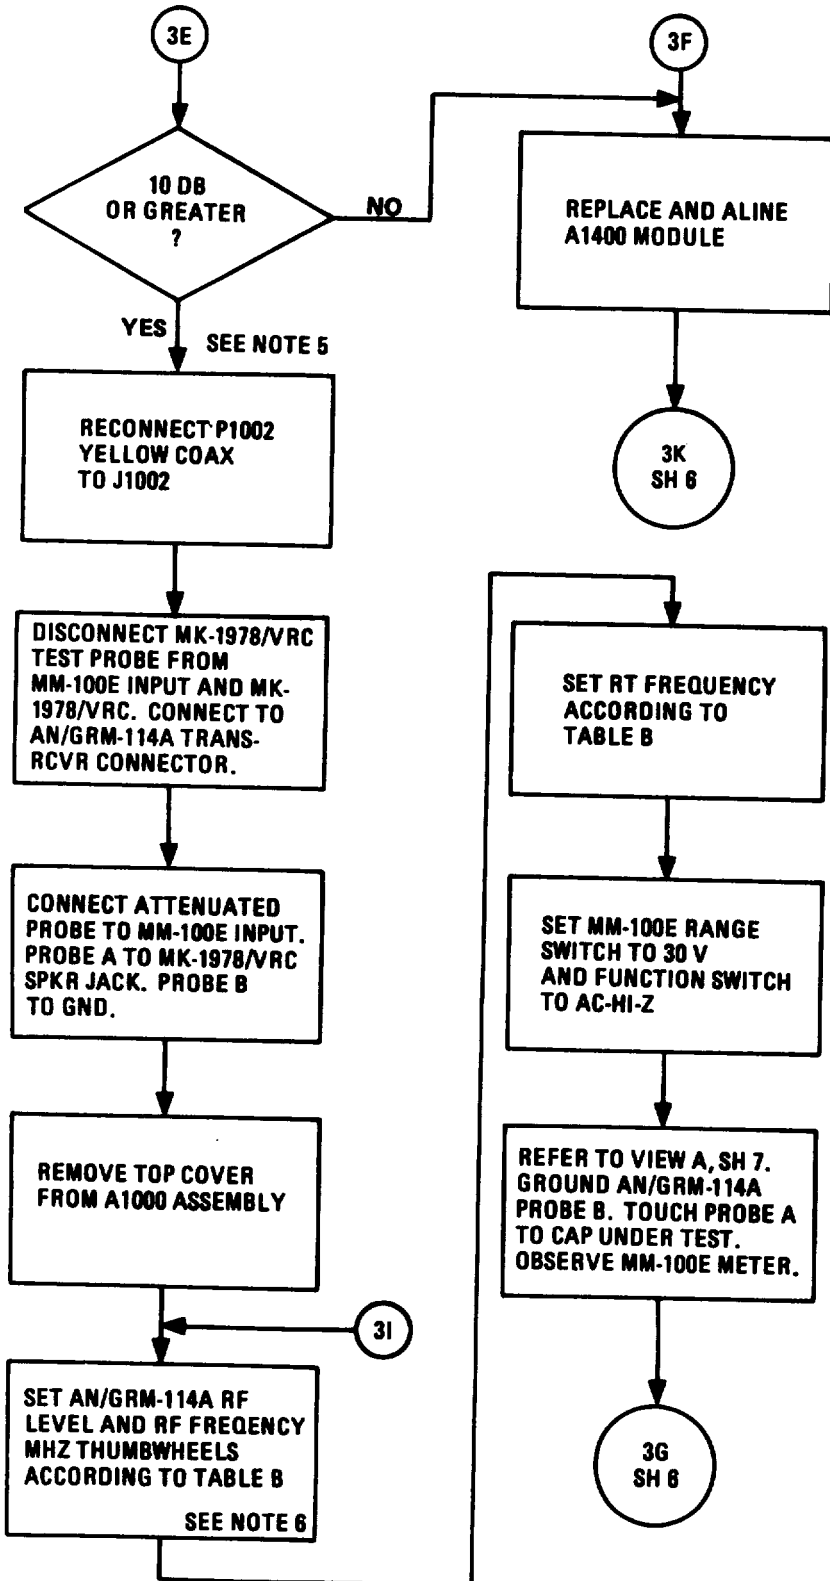 3E
10 DB
OR GREATER
?
NO
YES
SEE NOTE 5
RECONNECT P1002
YELLOW COAX
TO J1002
DISCONNECT MK-1978/VRC
TEST PROBE FROM
MM-100E INPUT AND MK-
1978/VRC. CONNECT TO
AN/GRM-114A TRANS-
RCVR CONNECTOR.
CONNECT ATTENUATED
PROBE TO MM-100E INPUT.
PROBE A TO MK-1978/VRC
SPKR JACK. PROBE B
TO GND.
REMOVE TOP COVER
FROM A1000 ASSEMBLY
3I
SET AN/GRM-114A RF
LEVEL AND RF FREQENCY
MHZ THUMBWHEELS
ACCORDING TO TABLE B
SEE NOTE 6
3F
REPLACE AND ALINE
A1400 MODULE
3K
SH 6
SET RT FREQUENCY
ACCORDING TO
TABLE B
SET MM-100E RANGE
SWITCH TO 30 V
AND FUNCTION SWITCH
TO AC-HI-Z
REFER TO VIEW A, SH 7.
GROUND AN/GRM-114A
PROBE B. TOUCH PROBE A
TO CAP UNDER TEST.
OBSERVE MM-100E METER.
3G
SH 6